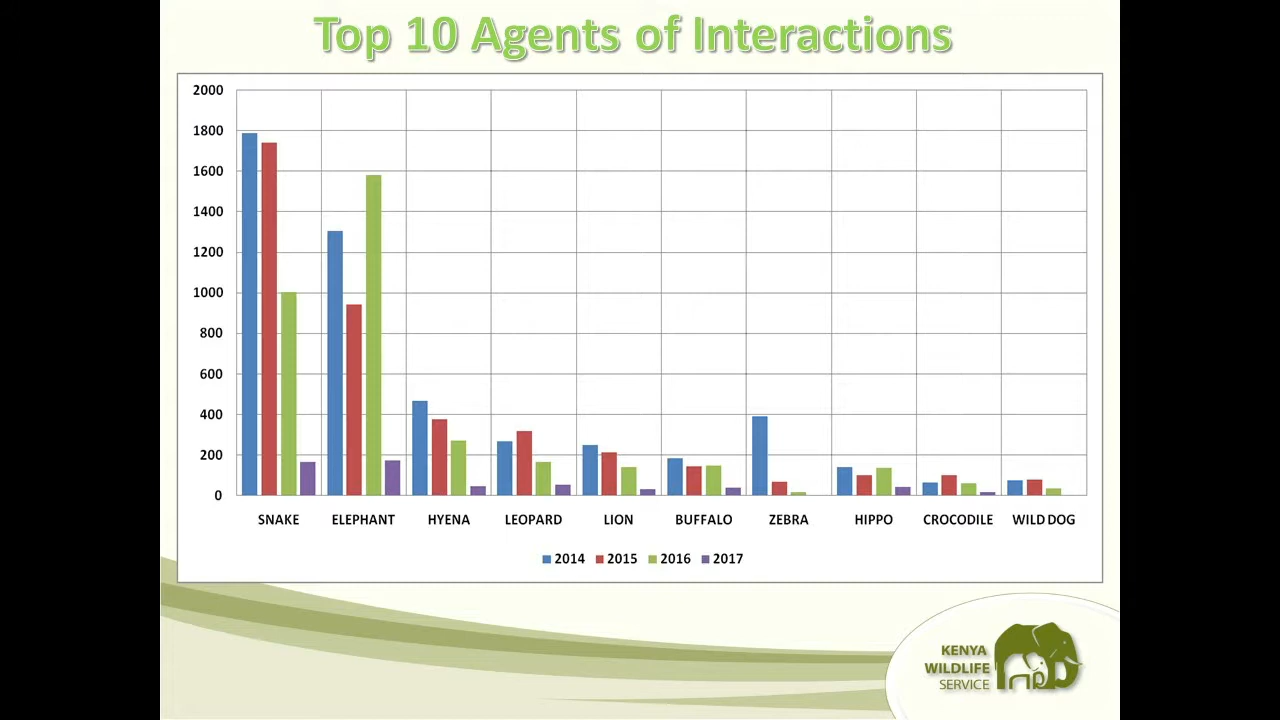 Top 10 Agents of Interactions
2000
1800
1600
1400
1200
1000
800
600
400
200
0
SNAKE ELEPHANT HYENA LEOPARD LION BUFFALO ZEBRA HIPPO CROCODILE WILD DOG
2014 2015 2016 2017
KENYA
WILDLIFE
SERVICE